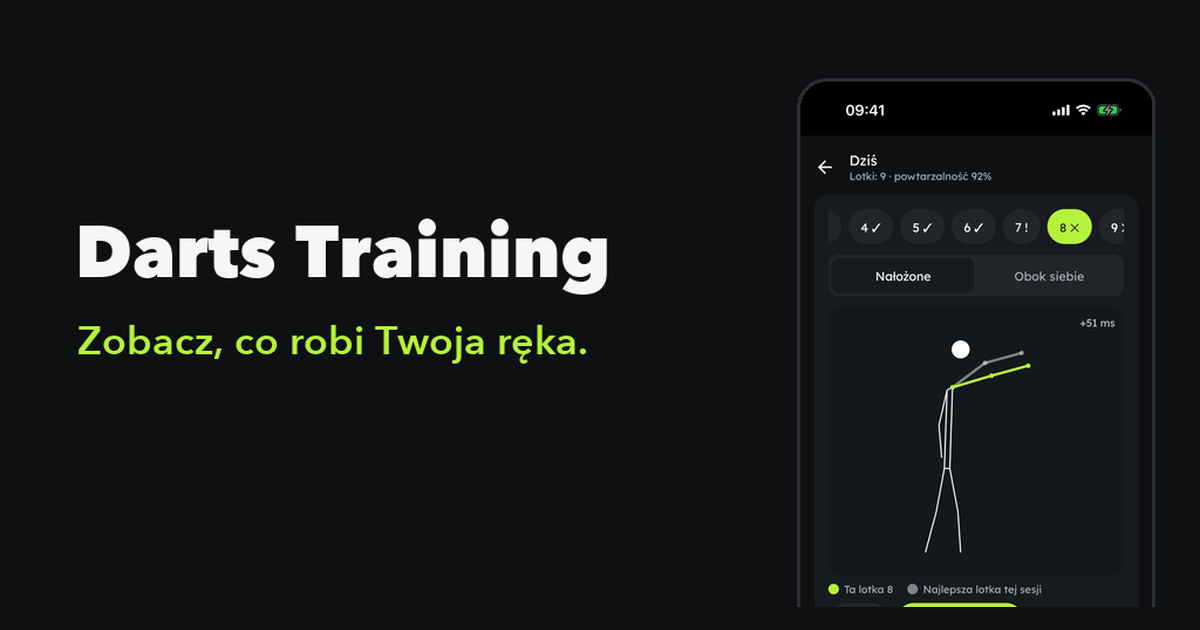 Darts Training
Zobacz, co robi Twoja ręka.
09:41
Dziś
Lotki: 9 · powtarzalność 92%
4 ✓ 5 ✓ 6 ✓ 7 ! 8 × 9
Nałożone Obok siebie
+51 ms
Ta lotka 8 Najlepsza lotka tej sesji